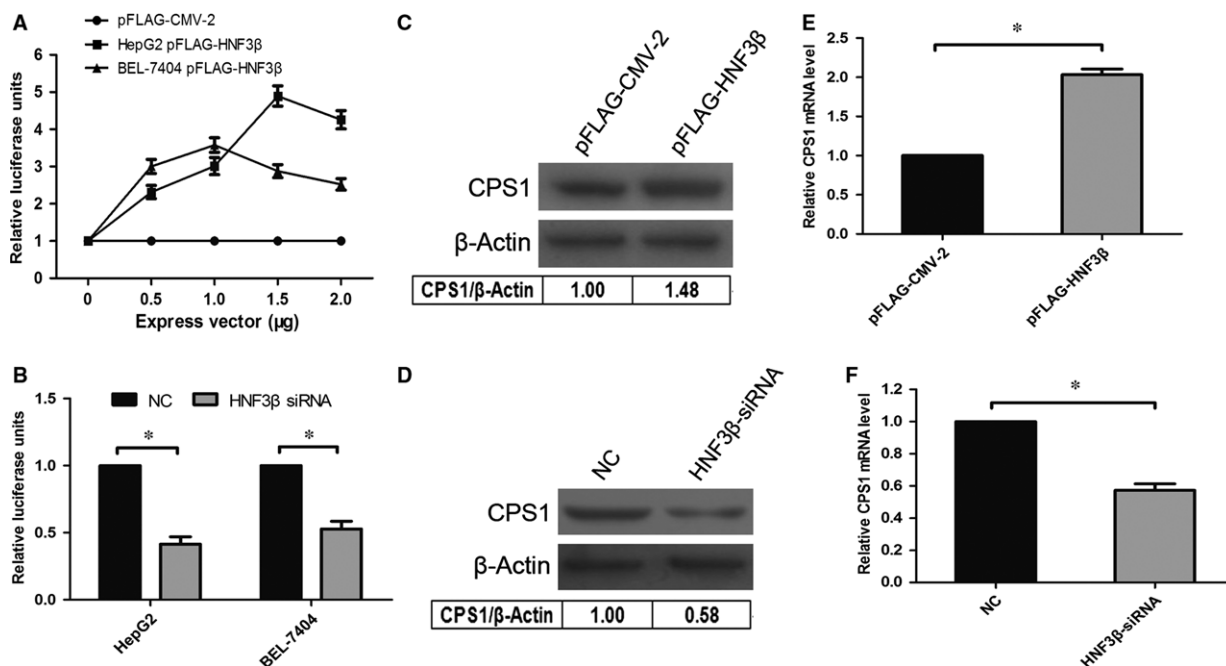 A
pFLAG-CMV-2
HepG2 pFLAG-HNF3β
BEL-7404 pFLAG-HNF3β
Relative luciferase units
6
5
4
3
2
1
0
0 0.5 1.0 1.5 2.0
Express vector (μg)
B
NC HNF3β siRNA
Relative luciferase units
1.5
1.0
0.5
0.0
* *
HepG2 BEL-7404
C
pFLAG-CMV-2 pFLAG-HNF3β
CPS1
β-Actin
CPS1/β-Actin 1.00 1.48
D
NC HNF3β-siRNA
CPS1
β-Actin
CPS1/β-Actin 1.00 0.58
E
Relative CPS1 mRNA level
2.5
2.0
1.5
1.0
0.5
0.0
*
pFLAG-CMV-2 pFLAG-HNF3β
F
Relative CPS1 mRNA level
1.2
1.0
0.8
0.6
0.4
0.2
0.0
*
NC HNF3β-siRNA